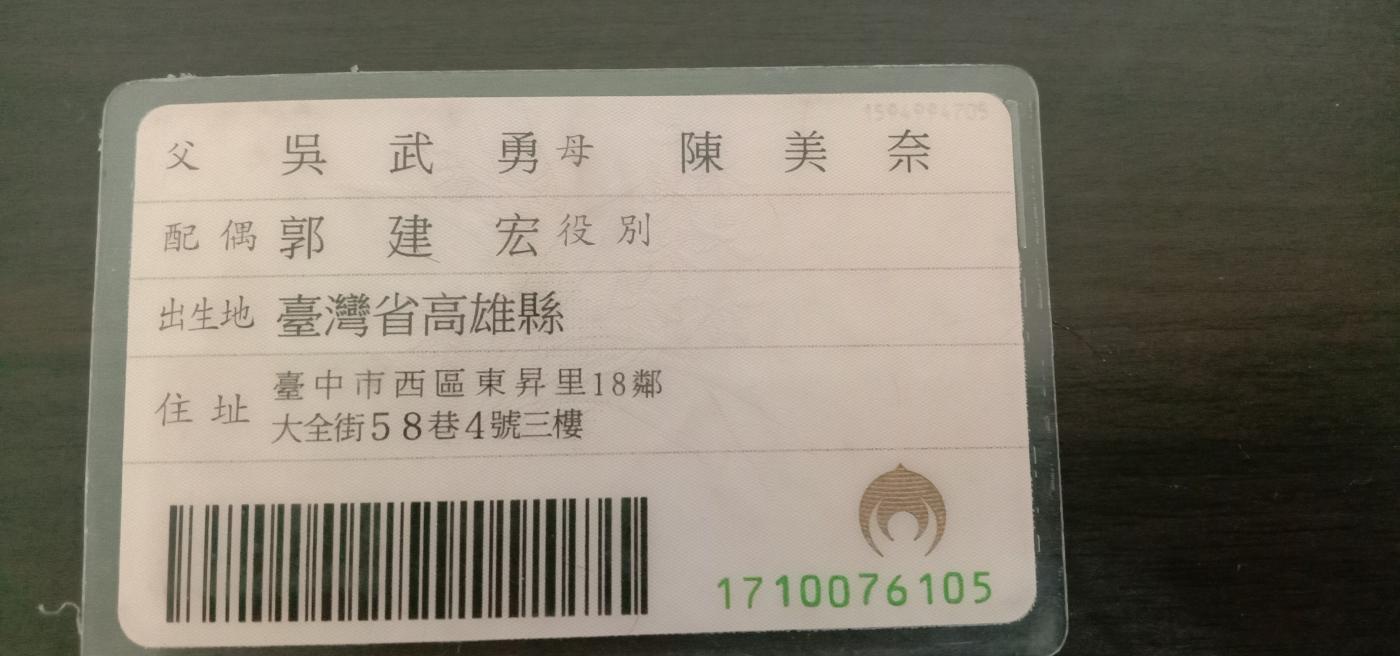 父 吳武勇 母 陳美奈
配偶 郭建宏 役別
出生地 臺灣省高雄縣
住址 臺中市西區東昇里18鄰
大全街58巷4號三樓
1710076105